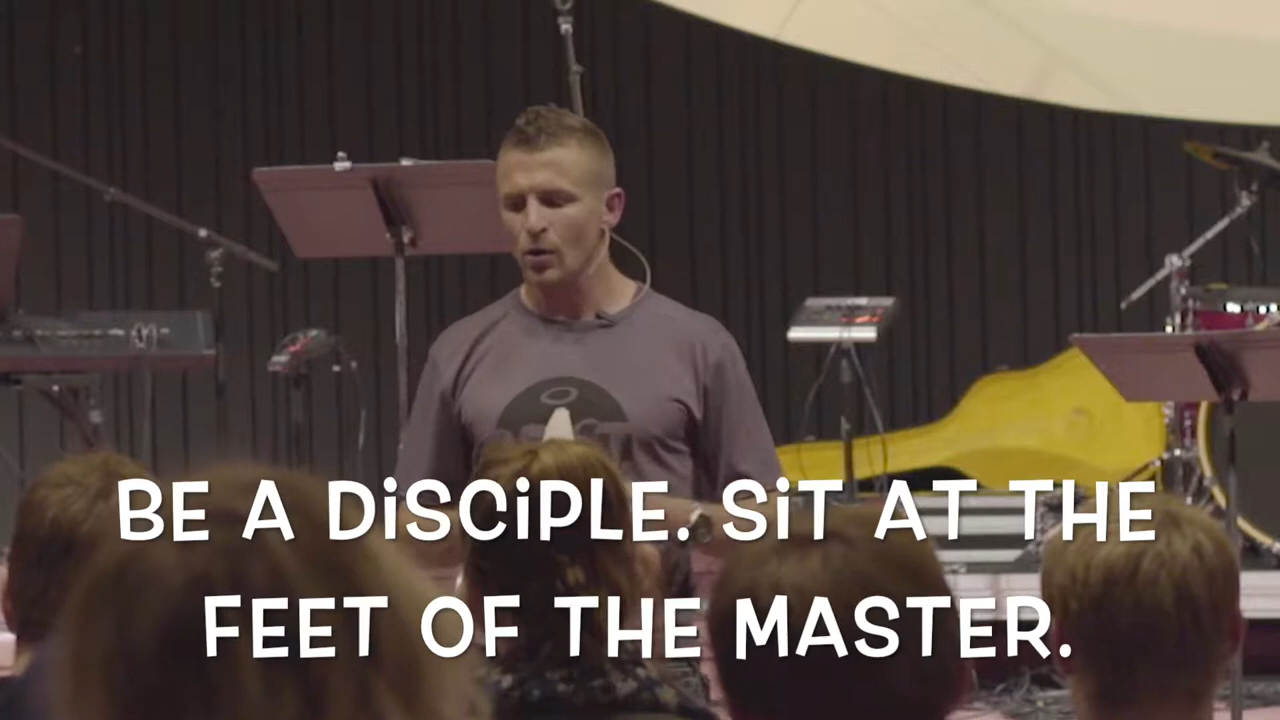 BE A DiSCiPLE. SiT AT THE
FEET OF THE MASTER.